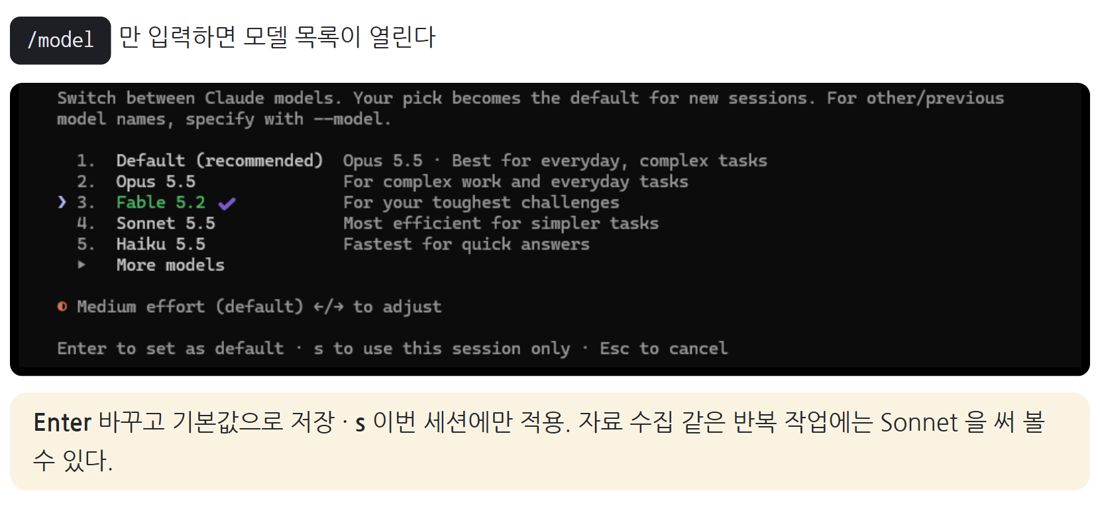 /model 만 입력하면 모델 목록이 열린다
Switch between Claude models. Your pick becomes the default for new sessions. For other/previous
model names, specify with --model.
1. Default (recommended) Opus 5.5 · Best for everyday, complex tasks
2. Opus 5.5 For complex work and everyday tasks
❯ 3. Fable 5.2 ✔ For your toughest challenges
4. Sonnet 5.5 Most efficient for simpler tasks
5. Haiku 5.5 Fastest for quick answers
▸ More models
◐ Medium effort (default) ←/→ to adjust
Enter to set as default · s to use this session only · Esc to cancel
Enter 바꾸고 기본값으로 저장 · s 이번 세션에만 적용. 자료 수집 같은 반복 작업에는 Sonnet 을 써 볼
수 있다.